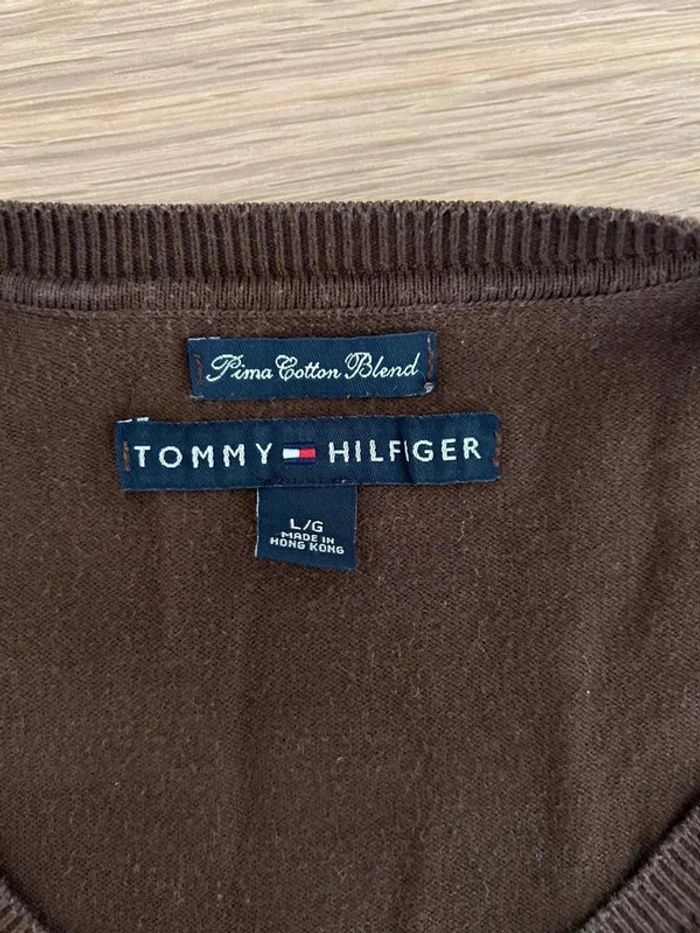 Pima Cotton Blend
TOMMY HILFIGER
L/G
MADE IN
HONG KONG